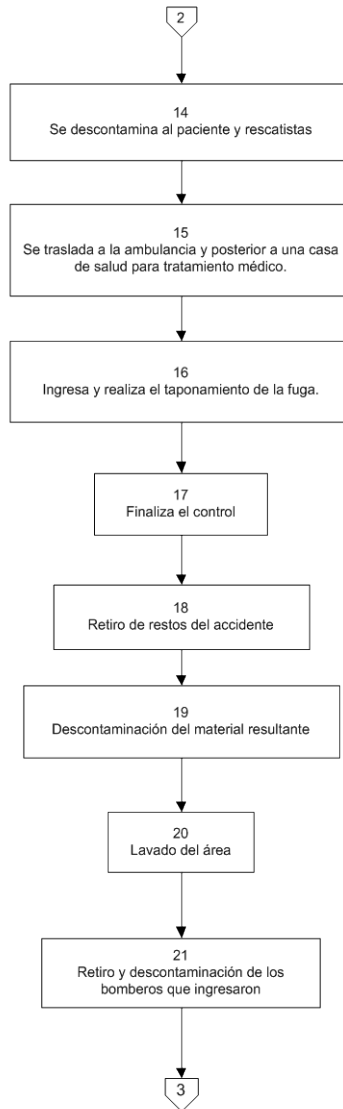 2
14
Se descontamina al paciente y rescatistas
15
Se traslada a la ambulancia y posterior a una casa
de salud para tratamiento médico.
16
Ingresa y realiza el taponamiento de la fuga.
17
Finaliza el control
18
Retiro de restos del accidente
19
Descontaminación del material resultante
20
Lavado del área
21
Retiro y descontaminación de los
bomberos que ingresaron
3